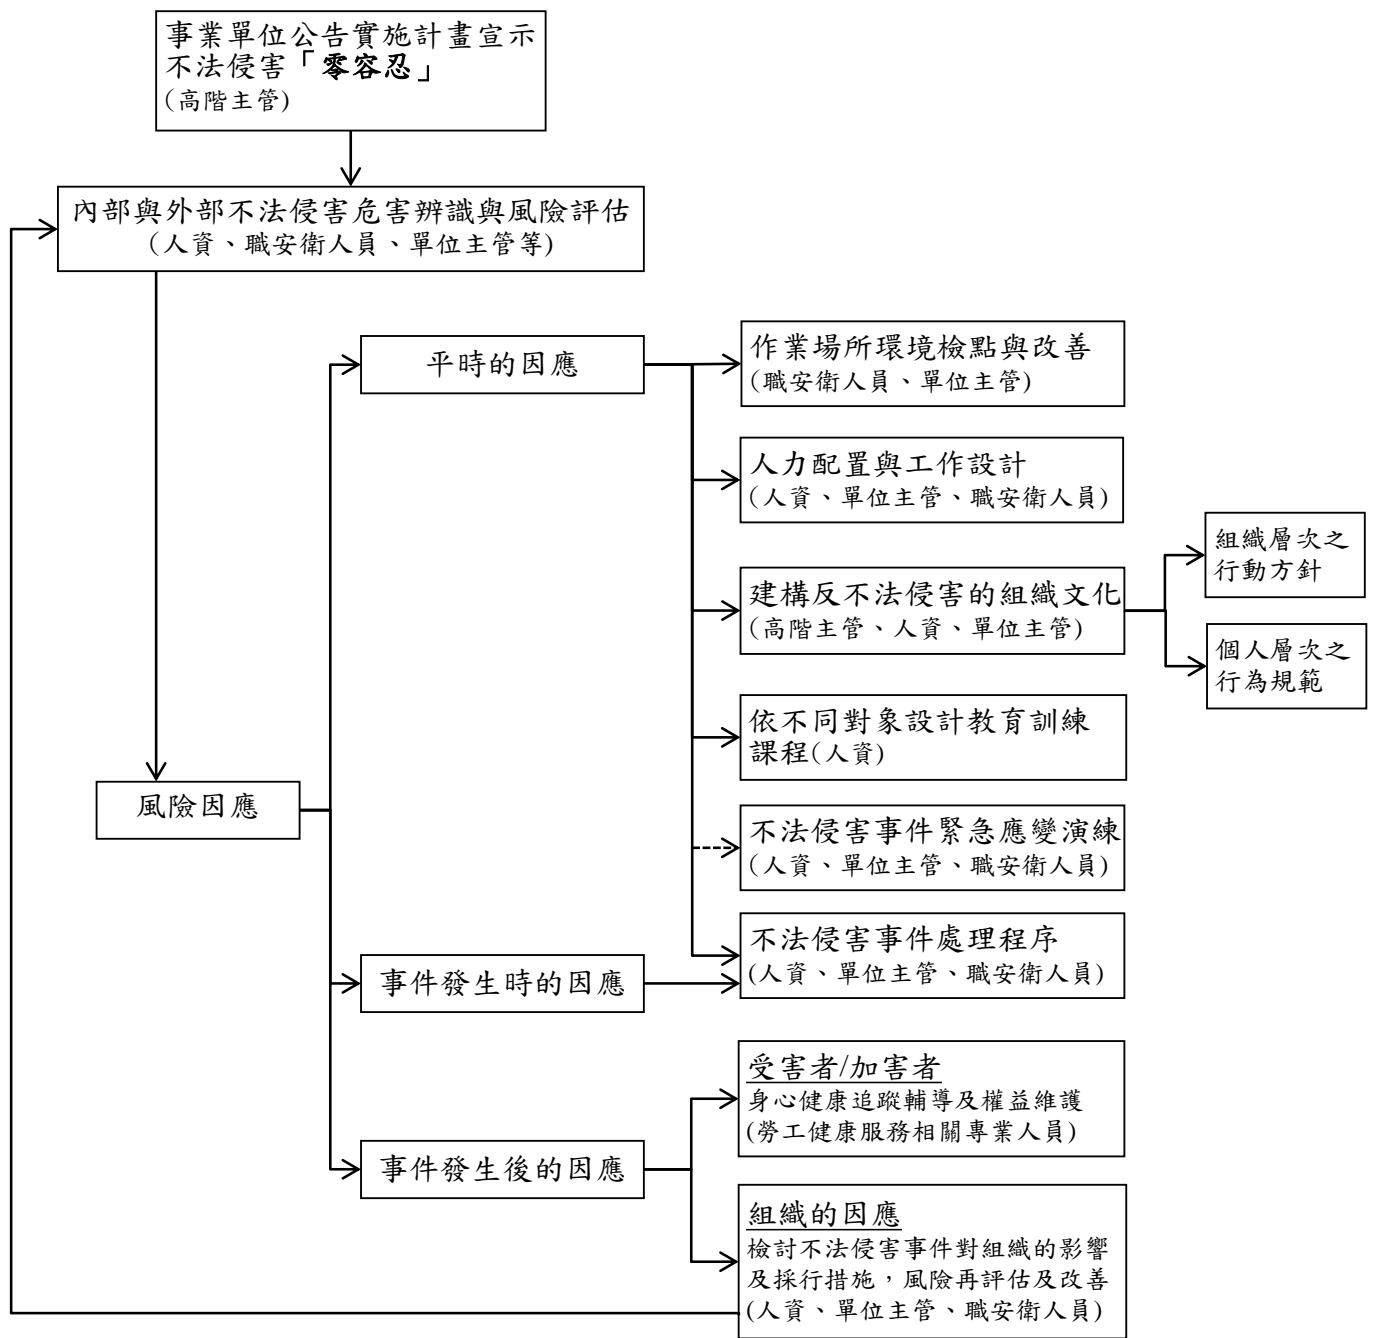 事業單位公告實施計畫宣示
不法侵害「零容忍」
(高階主管)
內部與外部不法侵害危害辨識與風險評估
(人資、職安衛人員、單位主管等)
平時的因應
作業場所環境檢點與改善
(職安衛人員、單位主管)
人力配置與工作設計
(人資、單位主管、職安衛人員)
建構反不法侵害的組織文化
(高階主管、人資、單位主管)
組織層次之
行動方針
個人層次之
行為規範
依不同對象設計教育訓練
課程(人資)
風險因應
不法侵害事件緊急應變演練
(人資、單位主管、職安衛人員)
不法侵害事件處理程序
(人資、單位主管、職安衛人員)
事件發生時的因應
受害者/加害者
身心健康追蹤輔導及權益維護
(勞工健康服務相關專業人員)
事件發生後的因應
組織的因應
檢討不法侵害事件對組織的影響
及採行措施，風險再評估及改善
(人資、單位主管、職安衛人員)